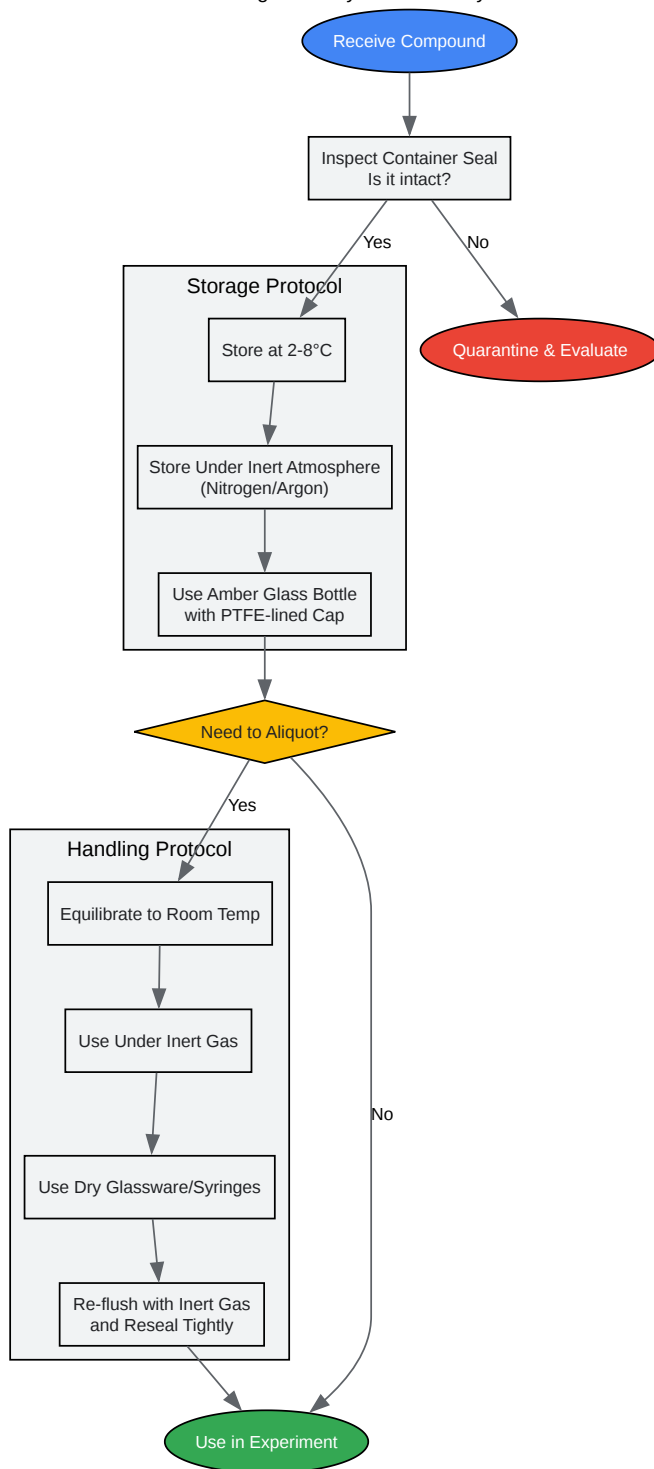 Receive Compound
Inspect Container Seal
Is it intact?
Yes
No
Storage Protocol
Store at 2-8°C
Quarantine & Evaluate
Store Under Inert Atmosphere
(Nitrogen/Argon)
Use Amber Glass Bottle
with PTFE-lined Cap
Need to Aliquot?
Yes
Handling Protocol
Equilibrate to Room Temp
Use Under Inert Gas
No
Use Dry Glassware/Syringes
Re-flush with Inert Gas
and Reseal Tightly
Use in Experiment